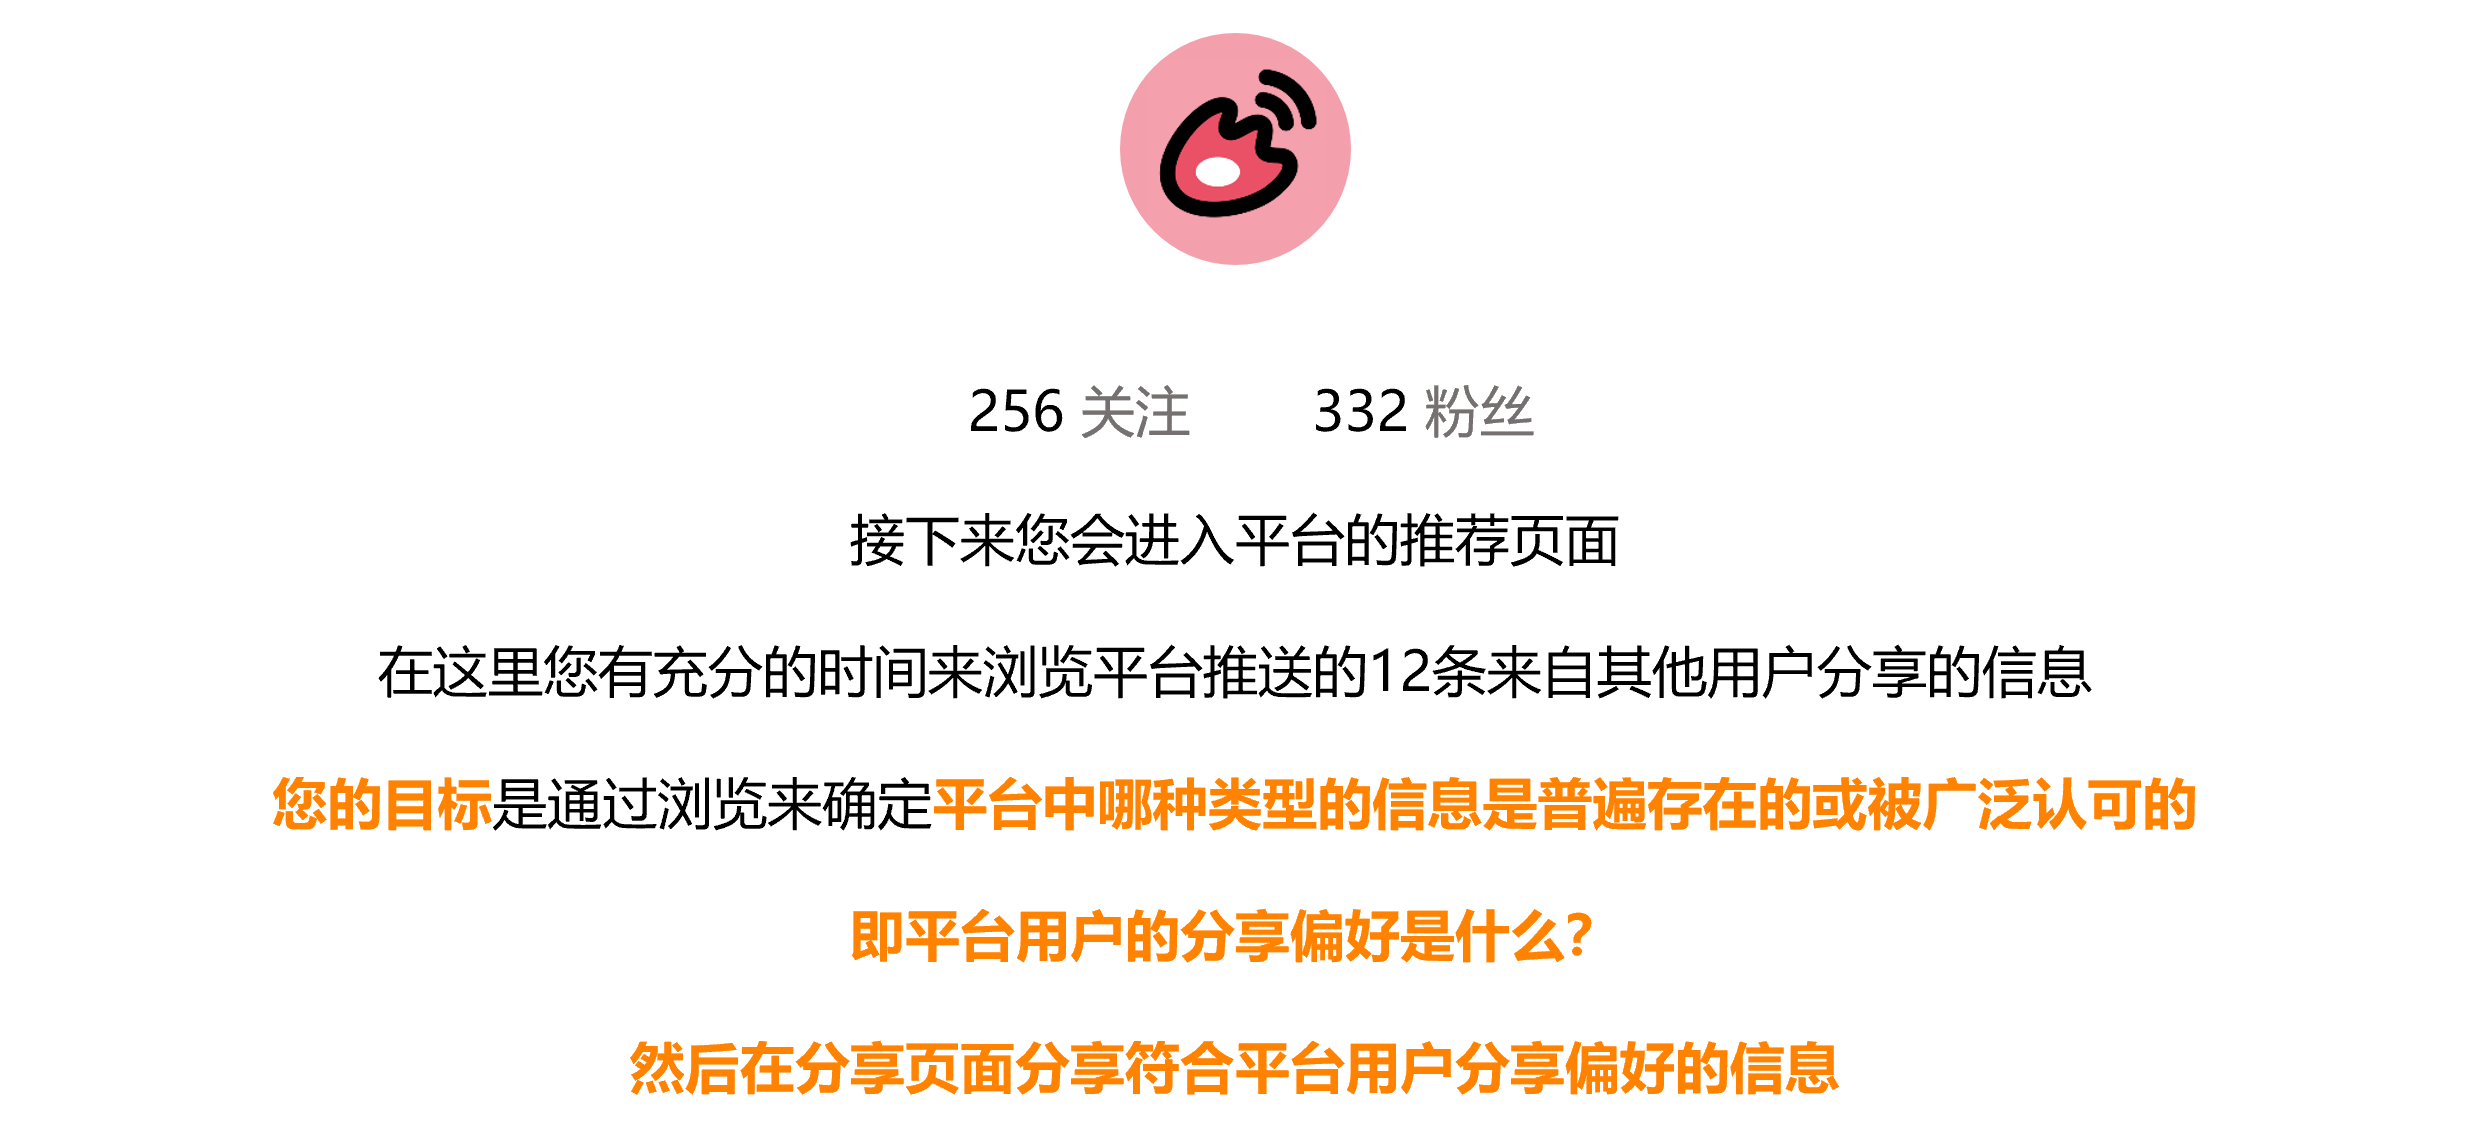 256 关注 332 粉丝
接下来您会进入平台的推荐页面
在这里您有充分的时间来浏览平台推送的12条来自其他用户分享的信息
您的目标是通过浏览来确定平台中哪种类型的信息是普遍存在的或被广泛认可的
即平台用户的分享偏好是什么？
然后在分享页面分享符合平台用户分享偏好的信息